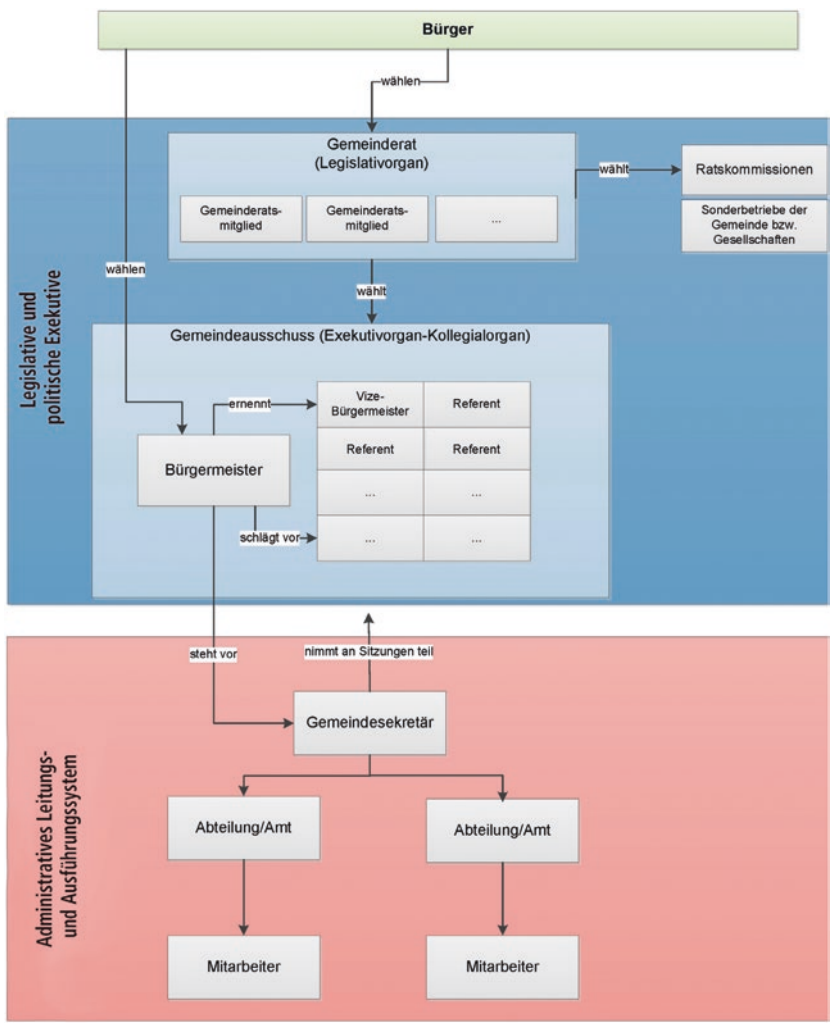 Bürger
wählen
Gemeinderat
(Legislativorgan)
Gemeinderats-
mitglied
Gemeinderats-
mitglied
...
wählt
Ratskommissionen
Sonderbetriebe der
Gemeinde bzw.
Gesellschaften
wählen
wählt
Legislative und
politische Exekutive
Gemeindeausschuss (Exekutivorgan-Kollegialorgan)
ernennt
Vize-
Bürgermeister
Referent
Bürgermeister
Referent
Referent
...
...
schlägt vor
...
...
steht vor
nimmt an Sitzungen teil
Gemeindesekretär
Administratives Leitungs-
und Ausführungssystem
Abteilung/Amt
Abteilung/Amt
Mitarbeiter
Mitarbeiter